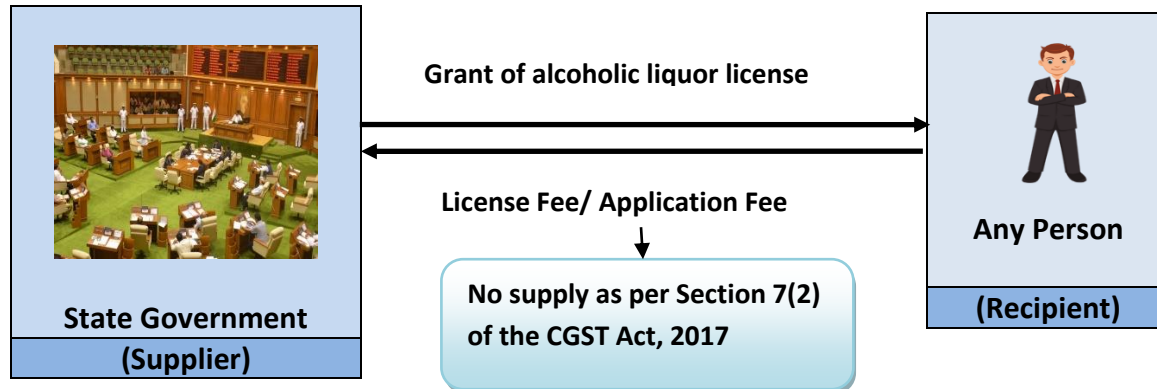 Grant of alcoholic liquor license
License Fee/ Application Fee
No supply as per Section 7(2)
of the CGST Act, 2017
State Government
(Supplier)
Any Person
(Recipient)